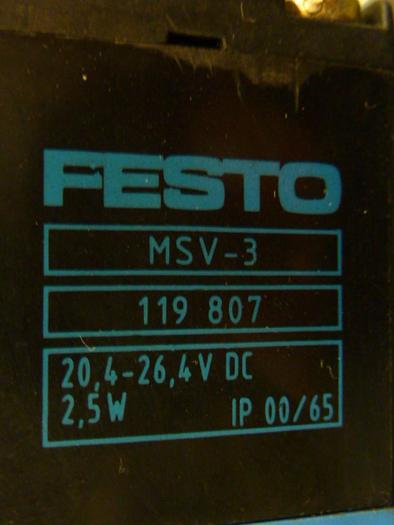 FESTO
MSV-3
119 807
20,4-26,4V DC
2,5W IP 00/65